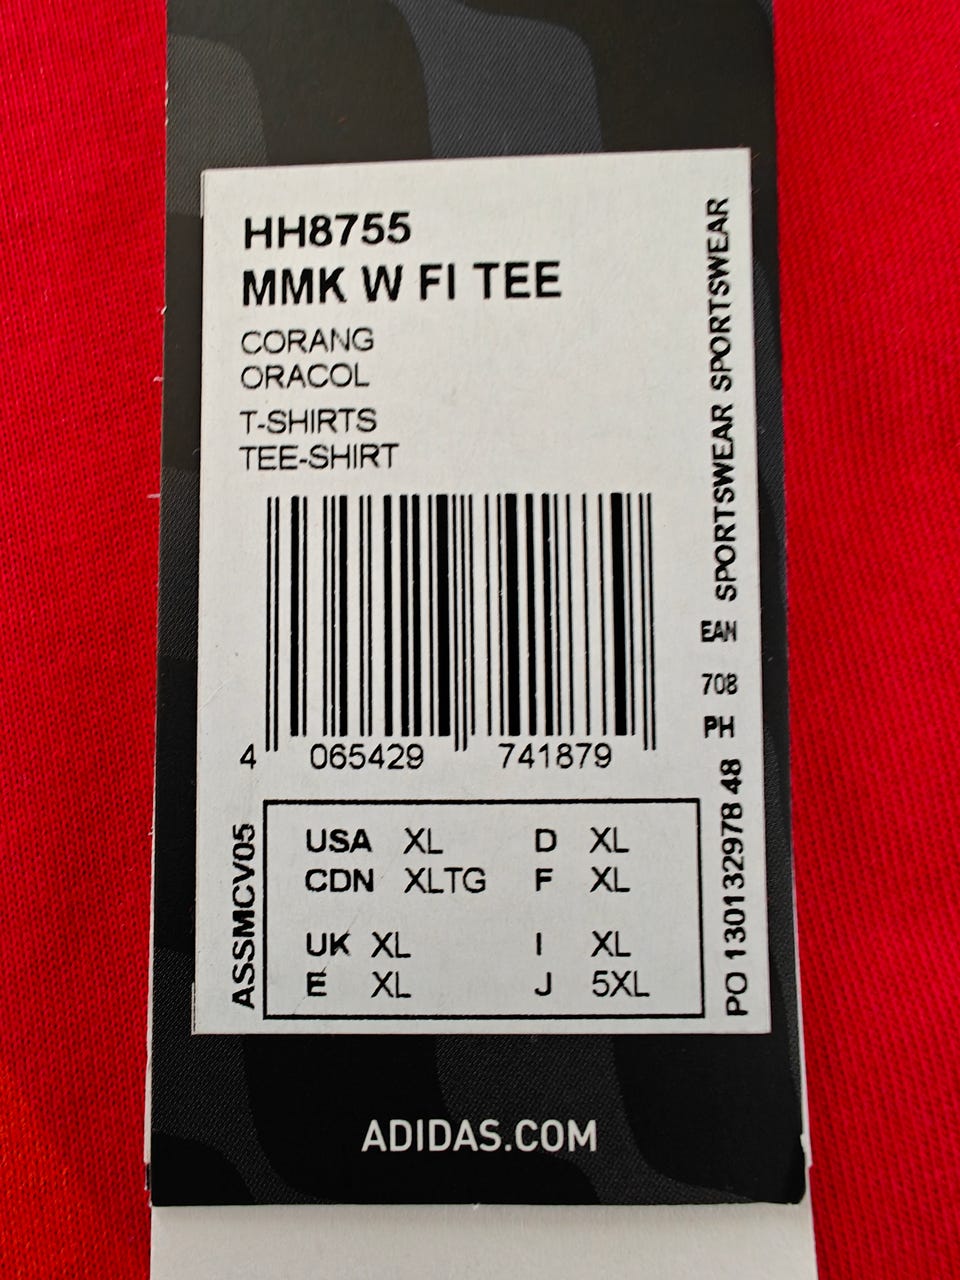 HH8755
MMK W FI TEE
CORANG
ORACOL
T-SHIRTS
TEE-SHIRT
4 065429 741879
USA XL D XL
CDN XLTG F XL
UK XL I XL
E XL J 5XL
ASSMCV05
PO 130132978 48 PH 708 EAN SPORTSWEAR SPORTSWEAR
ADIDAS.COM